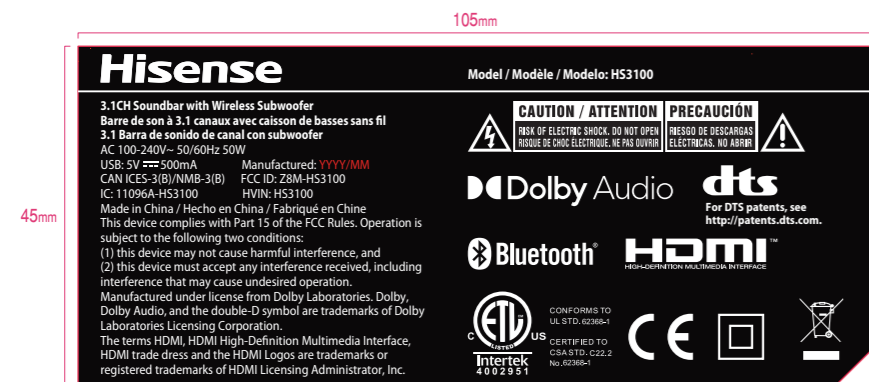 105mm
45mm
Hisense
Model / Modèle / Modelo: HS3100
3.1CH Soundbar with Wireless Subwoofer
Barre de son à 3.1 canaux avec caisson de basses sans fil
3.1 Barra de sonido de canal con subwoofer
AC 100-240V~ 50/60Hz 50W
USB: 5V ⎓ 500mA Manufactured: YYYY/MM
CAN ICES-3(B)/NMB-3(B) FCC ID: Z8M-HS3100
IC: 11096A-HS3100 HVIN: HS3100
Made in China / Hecho en China / Fabriqué en Chine
This device complies with Part 15 of the FCC Rules. Operation is
subject to the following two conditions:
(1) this device may not cause harmful interference, and
(2) this device must accept any interference received, including
interference that may cause undesired operation.
Manufactured under license from Dolby Laboratories. Dolby,
Dolby Audio, and the double-D symbol are trademarks of Dolby
Laboratories Licensing Corporation.
The terms HDMI, HDMI High-Definition Multimedia Interface,
HDMI trade dress and the HDMI Logos are trademarks or
registered trademarks of HDMI Licensing Administrator, Inc.
CAUTION / ATTENTION
RISK OF ELECTRIC SHOCK. DO NOT OPEN
RISQUE DE CHOC ÉLECTRIQUE. NE PAS OUVRIR
PRECAUCIÓN
RIESGO DE DESCARGAS
ELÉCTRICAS. NO ABRIR
Dolby Audio
dts
For DTS patents, see
http://patents.dts.com.
Bluetooth®
HDMI™
HIGH-DEFINITION MULTIMEDIA INTERFACE
C ETL US
LISTED
Intertek
4002951
CONFORMS TO
UL STD. 62368-1
CERTIFIED TO
CSA STD. C22.2
No.62368-1
CE